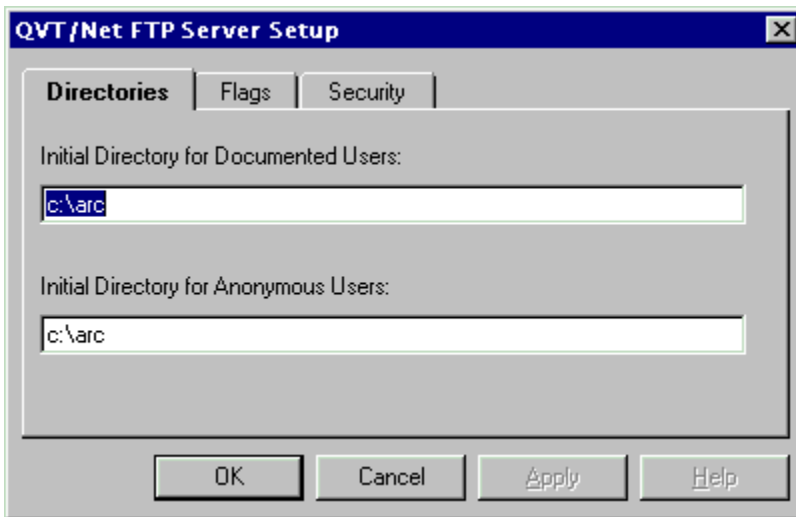 QVT/Net FTP Server Setup
Directories Flags Security
Initial Directory for Documented Users:
c:\arc
Initial Directory for Anonymous Users:
c:\arc
OK Cancel Apply Help